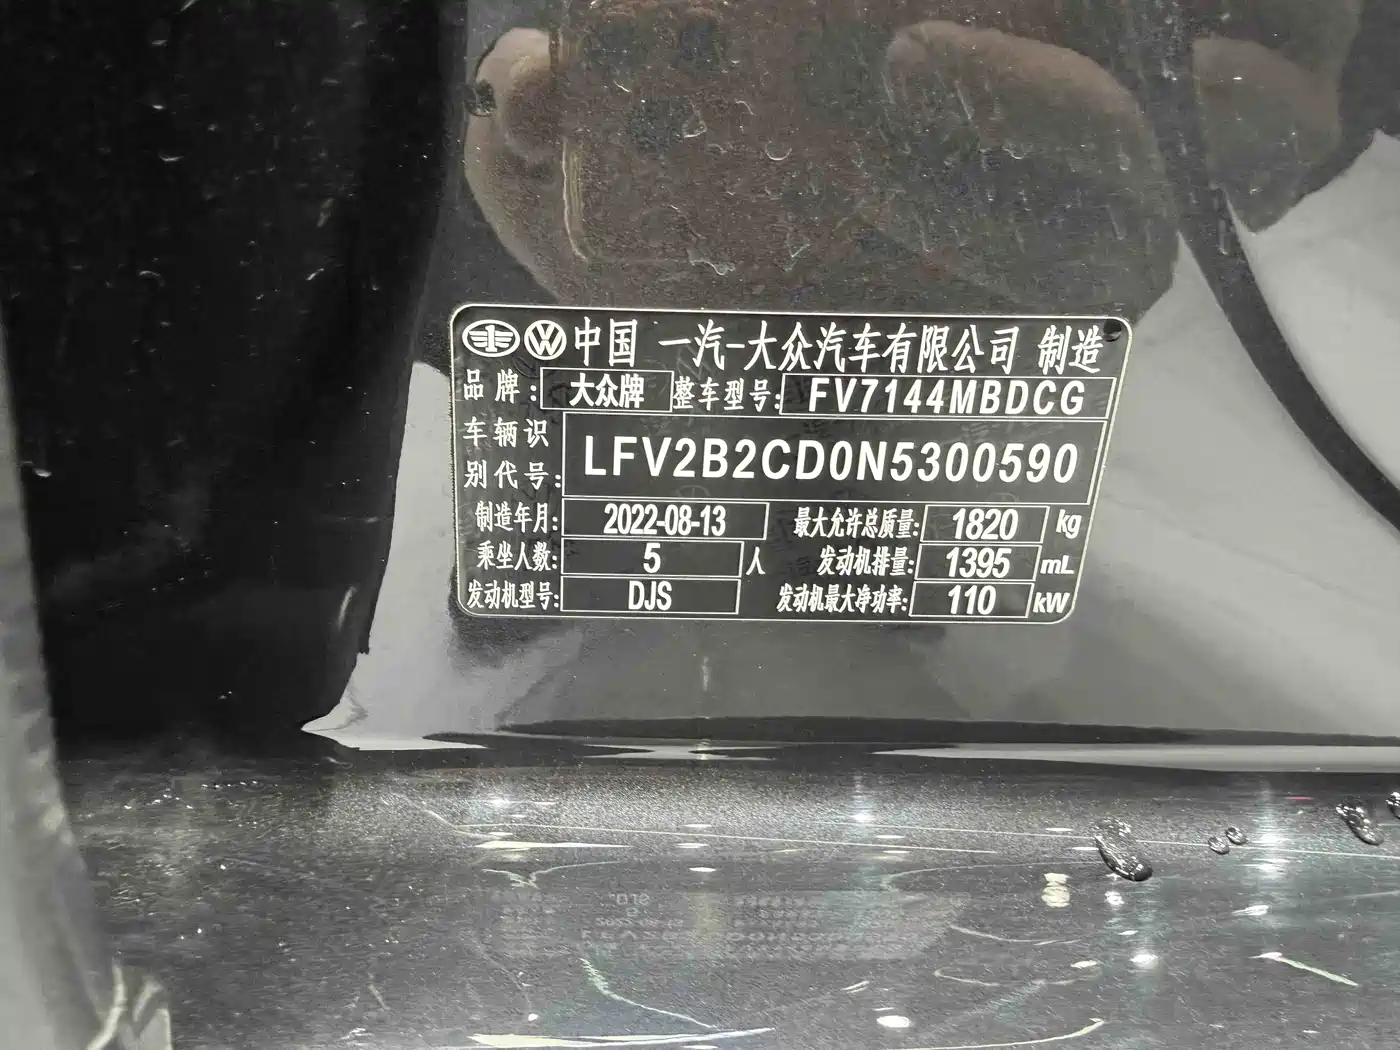 中国 一汽-大众汽车有限公司 制造
品牌: 大众牌 整车型号: FV7144MBDCG
车辆识别代号: LFV2B2CD0N5300590
制造年月: 2022-08-13 最大允许总质量: 1820 kg
乘坐人数: 5 人 发动机排量: 1395 mL
发动机型号: DJS 发动机最大净功率: 110 kW